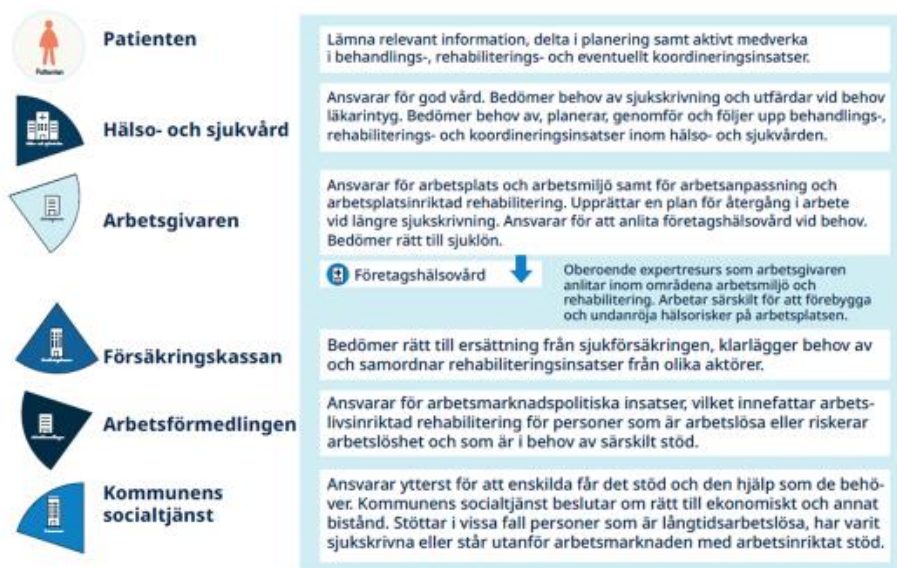 Patienten
Patienten
Lämna relevant information, delta i planering samt aktivt medverka
i behandlings-, rehabiliterings- och eventuellt koordineringsinsatser.
Hälso- och sjukvård
Ansvarar för god vård. Bedömer behov av sjukskrivning och utfärdar vid behov
läkarintyg. Bedömer behov av, planerar, genomför och följer upp behandlings-,
rehabiliterings- och koordineringsinsatser inom hälso- och sjukvården.
Arbetsgivaren
Ansvarar för arbetsplats och arbetsmiljö samt för arbetsanpassning och
arbetsplatsinriktad rehabilitering. Upprättar en plan för återgång i arbete
vid längre sjukskrivning. Ansvarar för att anlita företagshälsovård vid behov.
Bedömer rätt till sjuklön.
Företagshälsovård
Oberoende expertresurs som arbetsgivaren
anlitar inom områdena arbetsmiljö och
rehabilitering. Arbetar särskilt för att förebygga
och undanröja hälsorisker på arbetsplatsen.
Försäkringskassan
Bedömer rätt till ersättning från sjukförsäkringen, klarlägger behov av
och samordnar rehabiliteringsinsatser från olika aktörer.
Arbetsförmedlingen
Ansvarar för arbetsmarknadspolitiska insatser, vilket innefattar arbets-
livsinriktad rehabilitering för personer som är arbetslösa eller riskerar
arbetslöshet och som är i behov av särskilt stöd.
Kommunens
socialtjänst
Ansvarar ytterst för att enskilda får det stöd och den hjälp som de behö-
ver. Kommunens socialtjänst beslutar om rätt till ekonomiskt och annat
bistånd. Stöttar i vissa fall personer som är långtidsarbetslösa, har varit
sjukskrivna eller står utanför arbetsmarknaden med arbetsinriktat stöd.